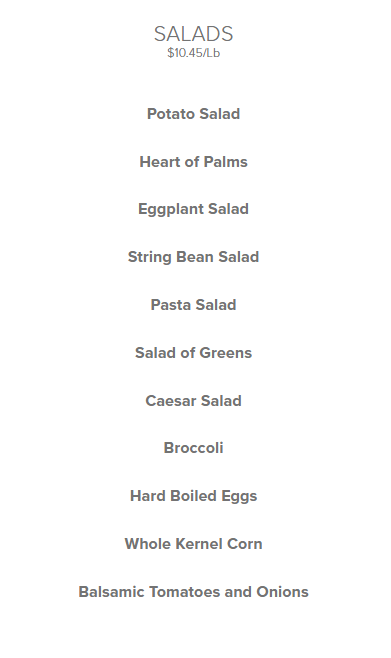 SALADS
$10.45/Lb
Potato Salad
Heart of Palms
Eggplant Salad
String Bean Salad
Pasta Salad
Salad of Greens
Caesar Salad
Broccoli
Hard Boiled Eggs
Whole Kernel Corn
Balsamic Tomatoes and Onions